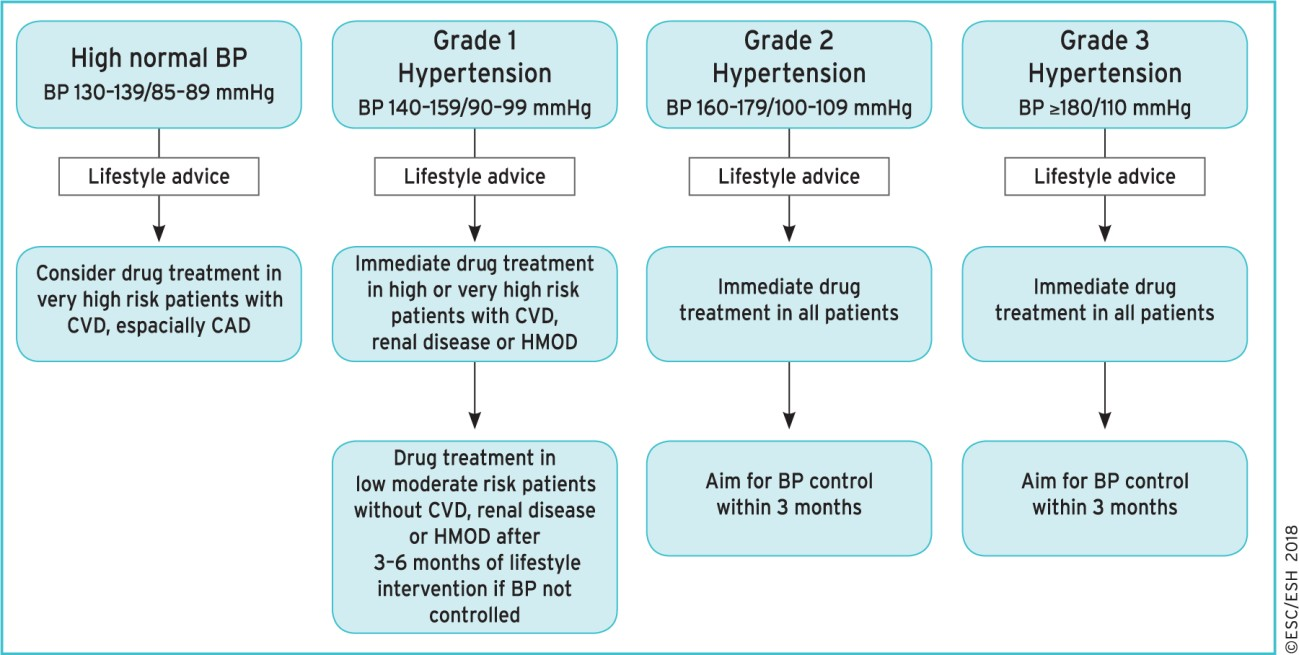 High normal BP
BP 130–139/85–89 mmHg
Lifestyle advice
Consider drug treatment in
very high risk patients with
CVD, espacially CAD
Grade 1
Hypertension
BP 140–159/90–99 mmHg
Lifestyle advice
Immediate drug treatment
in high or very high risk
patients with CVD,
renal disease or HMOD
Drug treatment in
low moderate risk patients
without CVD, renal disease
or HMOD after
3–6 months of lifestyle
intervention if BP not
controlled
Grade 2
Hypertension
BP 160–179/100–109 mmHg
Lifestyle advice
Immediate drug
treatment in all patients
Aim for BP control
within 3 months
Grade 3
Hypertension
BP ≥180/110 mmHg
Lifestyle advice
Immediate drug
treatment in all patients
Aim for BP control
within 3 months
©ESC/ESH 2018